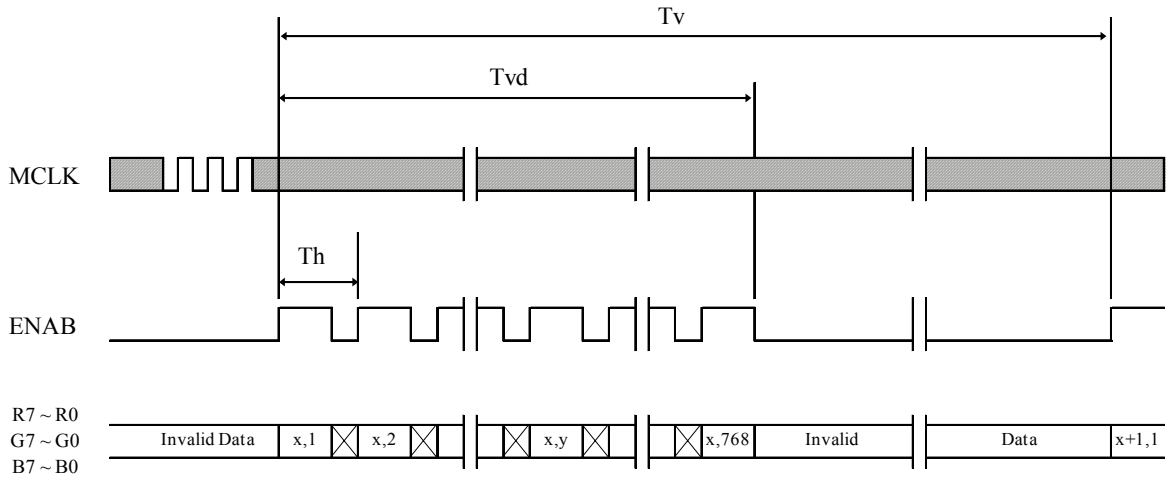 Tv
Tvd
MCLK
Th
ENAB
R7 ~ R0
G7 ~ G0
B7 ~ B0
Invalid Data x,1 x,2 x,y x,768 Invalid Data x+1,1